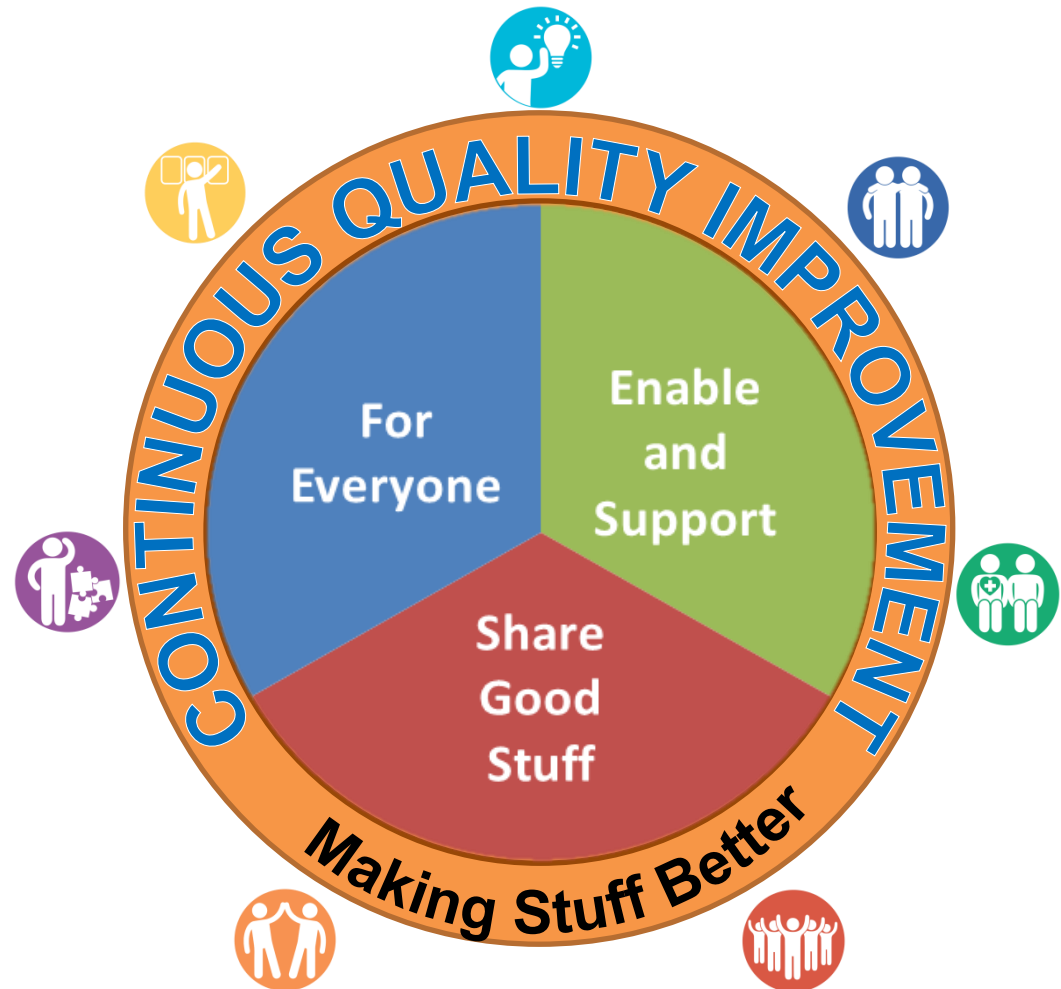 CONTINUOUS QUALITY IMPROVEMENT
For
Everyone
Enable
and
Support
Share
Good
Stuff
Making Stuff Better